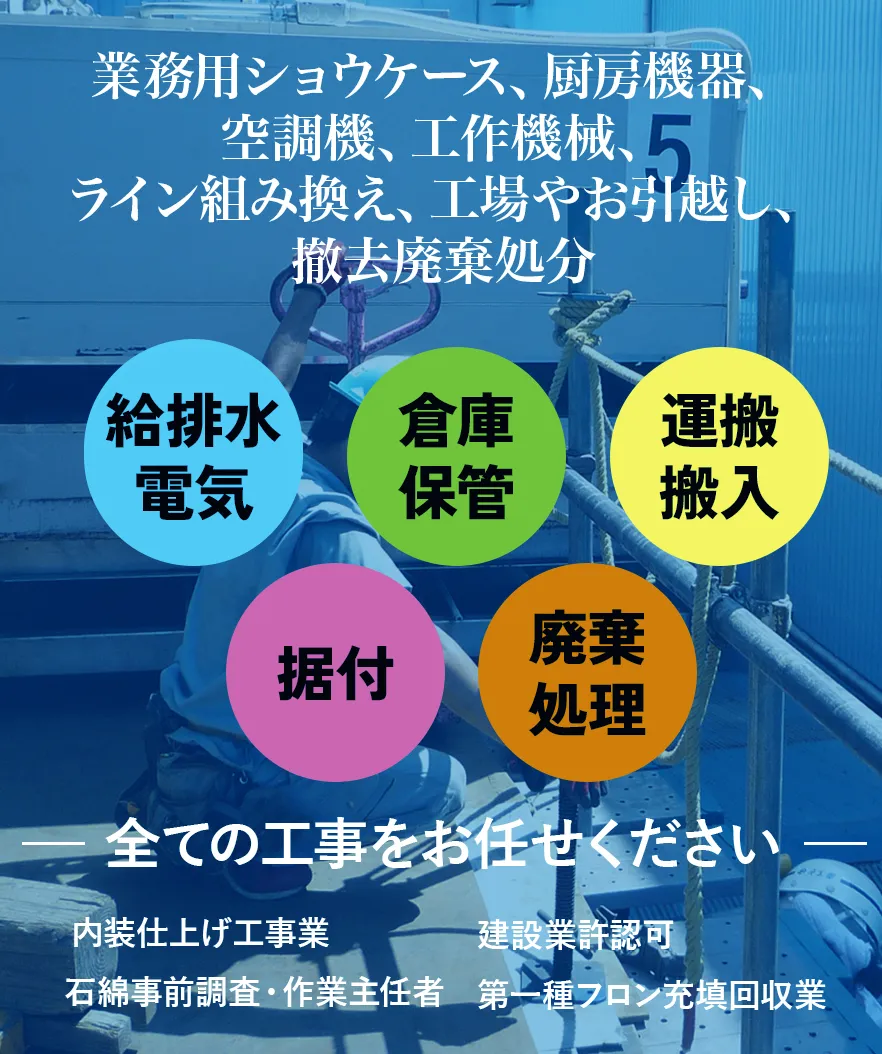 業務用ショウケース、厨房機器、
空調機、工作機械、
5
ライン組み換え、工場やお引越し、
撤去廃棄処分
給排水
電気
倉庫
保管
運搬
搬入
据付
廃棄
処理
全ての工事をお任せください
内装仕上げ工事業
建設業許認可
石綿事前調査・作業主任者
第一種フロン充填回収業